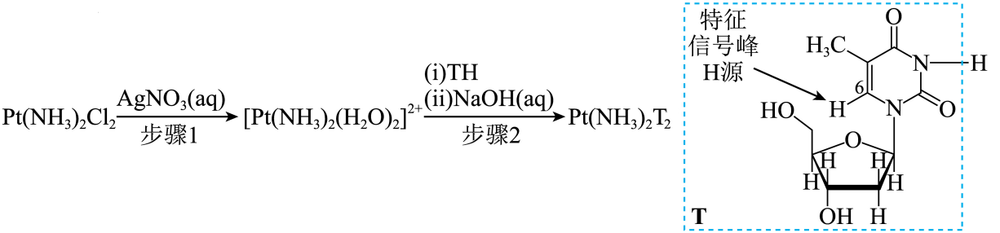 Pt(NH₃)₂Cl₂ AgNO₃(aq) 步骤1 [Pt(NH₃)₂(H₂O)₂]²⁺ (i)TH (ii)NaOH(aq) 步骤2 Pt(NH₃)₂T₂
特征
信号峰
H源
O
H₃C
N H
6
H N O
HO
O
H H
H H
OH H
T